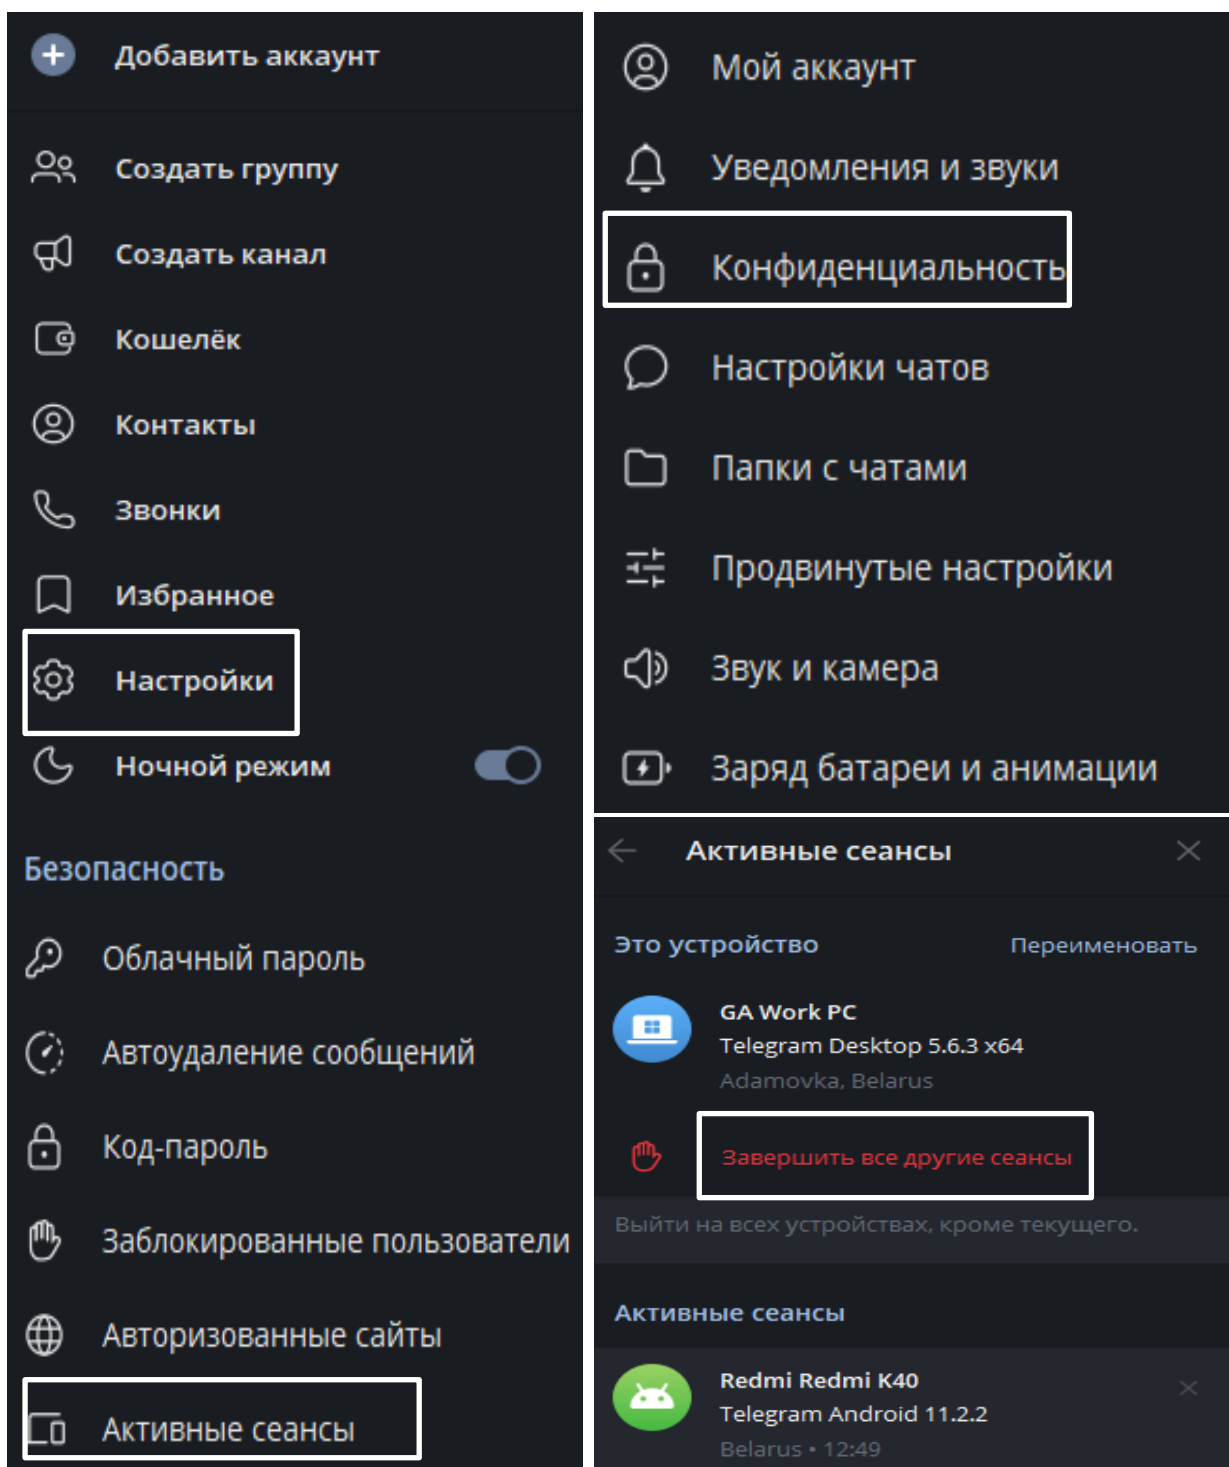 Добавить аккаунт
Создать группу
Создать канал
Кошелёк
Контакты
Звонки
Избранное
Настройки
Ночной режим
Мой аккаунт
Уведомления и звуки
Конфиденциальность
Настройки чатов
Папки с чатами
Продвинутые настройки
Звук и камера
Заряд батареи и анимации
Безопасность
Облачный пароль
Автоудаление сообщений
Код-пароль
Заблокированные пользователи
Авторизованные сайты
Активные сеансы
Активные сеансы
Это устройство Переименовать
GA Work PC
Telegram Desktop 5.6.3 x64
Adamovka, Belarus
Завершить все другие сеансы
Выйти на всех устройствах, кроме текущего.
Активные сеансы
Redmi Redmi K40
Telegram Android 11.2.2
Belarus • 12:49